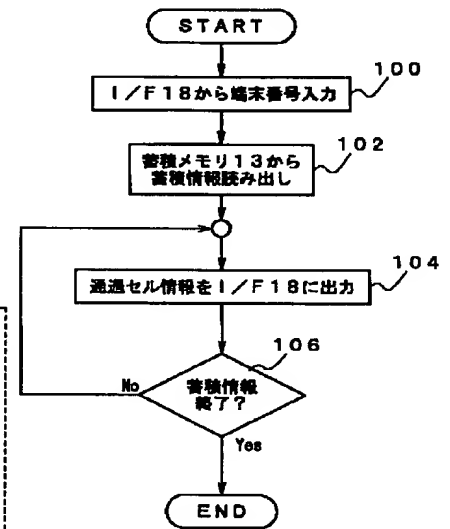 START
I/F18から端末番号入力
100
蓄積メモリ13から
蓄積情報読み出し
102
通過セル情報をI/F18に出力
104
106
蓄積情報
終了?
No
Yes
END